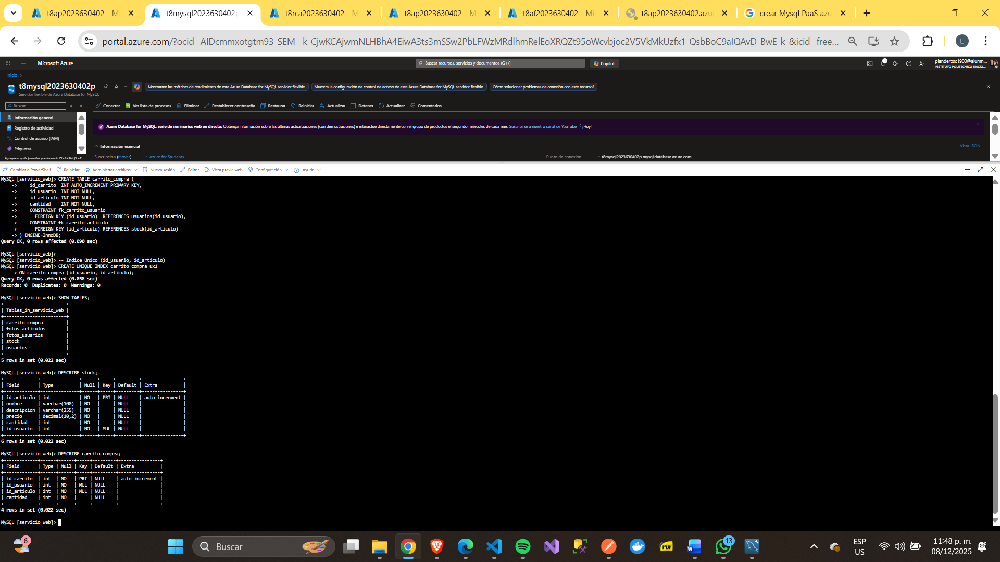 t8ap2023630402 - Mi
t8mysql2023630402p
t8rca2023630402 - M
t8ap2023630402 - M
t8af2023630402 - Mi
t8ap2023630402.azu
crear Mysql PaaS azu
portal.azure.com/?ocid=AIDcmmxotgtm93_SEM__k_CjwKCAjwmNLHBhA4EiwA3ts3mSSw2PbLFWzMRdlhmRelEoXRQZt95oWcvbjoc2V5VkMkUzfx1-QsbBoC9aIQAvD_BwE_k_&icid=free...
L
Microsoft Azure
Buscar recursos, servicios y documentos (G+/)
Copilot
1
planderosc1900@alumn...
INSTITUTO POLITECNICO NACIO...
Inicio
t8mysql2023630402p
Servidor flexible de Azure Database for MySQL
Mostrarme las métricas de rendimiento de este Azure Database for MySQL servidor flexible.
Muestra la configuración de control de acceso de este Azure Database for MySQL servidor flexible.
Cómo solucionar problemas de conexión con este recurso?
Buscar
Conectar
Ver lista de procesos
Eliminar
Restablecer contraseña
Restaurar
Reiniciar
Actualizar
Detener
Actualizar
Comentarios
Información general
Registro de actividad
Control de acceso (IAM)
Etiquetas
Agregue o quite favoritos presionando Ctrl+Shift+F
Azure Database for MySQL: serie de seminarios web en directo: Obtenga información sobre las últimas actualizaciones (con demostraciones) e interactúe directamente con el grupo de productos el segundo miércoles de cada mes. Suscribirse a nuestro canal de YouTube ¡Hoy!
Información esencial
Vista JSON
Suscripción (mover) : Azure for Students
Punto de conexión : t8mysql2023630402p.mysql.database.azure.com
Cambiar a PowerShell
Reiniciar
Administrar archivos
Nueva sesión
Editor
Vista previa web
Configuración
Ayuda
MySQL [servicio_web]> CREATE TABLE carrito_compra (
    ->     id_carrito  INT AUTO_INCREMENT PRIMARY KEY,
    ->     id_usuario  INT NOT NULL,
    ->     id_articulo INT NOT NULL,
    ->     cantidad    INT NOT NULL,
    ->     CONSTRAINT fk_carrito_usuario
    ->       FOREIGN KEY (id_usuario)  REFERENCES usuarios(id_usuario),
    ->     CONSTRAINT fk_carrito_articulo
    ->       FOREIGN KEY (id_articulo) REFERENCES stock(id_articulo)
    -> ) ENGINE=InnoDB;
Query OK, 0 rows affected (0.090 sec)
MySQL [servicio_web]>
MySQL [servicio_web]> -- Índice único (id_usuario, id_articulo)
MySQL [servicio_web]> CREATE UNIQUE INDEX carrito_compra_ux1
    -> ON carrito_compra (id_usuario, id_articulo);
Query OK, 0 rows affected (0.058 sec)
Records: 0  Duplicates: 0  Warnings: 0
MySQL [servicio_web]> SHOW TABLES;
+------------------------+
| Tables_in_servicio_web |
+------------------------+
| carrito_compra         |
| fotos_articulos        |
| fotos_usuarios         |
| stock                  |
| usuarios               |
+------------------------+
5 rows in set (0.022 sec)
MySQL [servicio_web]> DESCRIBE stock;
+-------------+---------------+------+-----+---------+----------------+
| Field       | Type          | Null | Key | Default | Extra          |
+-------------+---------------+------+-----+---------+----------------+
| id_articulo | int           | NO   | PRI | NULL    | auto_increment |
| nombre      | varchar(100)  | NO   |     | NULL    |                |
| descripcion | varchar(255)  | NO   |     | NULL    |                |
| precio      | decimal(10,2) | NO   |     | NULL    |                |
| cantidad    | int           | NO   |     | NULL    |                |
| id_usuario  | int           | NO   | MUL | NULL    |                |
+-------------+---------------+------+-----+---------+----------------+
6 rows in set (0.022 sec)
MySQL [servicio_web]> DESCRIBE carrito_compra;
+-------------+------+------+-----+---------+----------------+
| Field       | Type | Null | Key | Default | Extra          |
+-------------+------+------+-----+---------+----------------+
| id_carrito  | int  | NO   | PRI | NULL    | auto_increment |
| id_usuario  | int  | NO   | MUL | NULL    |                |
| id_articulo | int  | NO   | MUL | NULL    |                |
| cantidad    | int  | NO   |     | NULL    |                |
+-------------+------+------+-----+---------+----------------+
4 rows in set (0.022 sec)
MySQL [servicio_web]>
6
Buscar
PDF
13
ESP
US
11:48 p. m.
08/12/2025